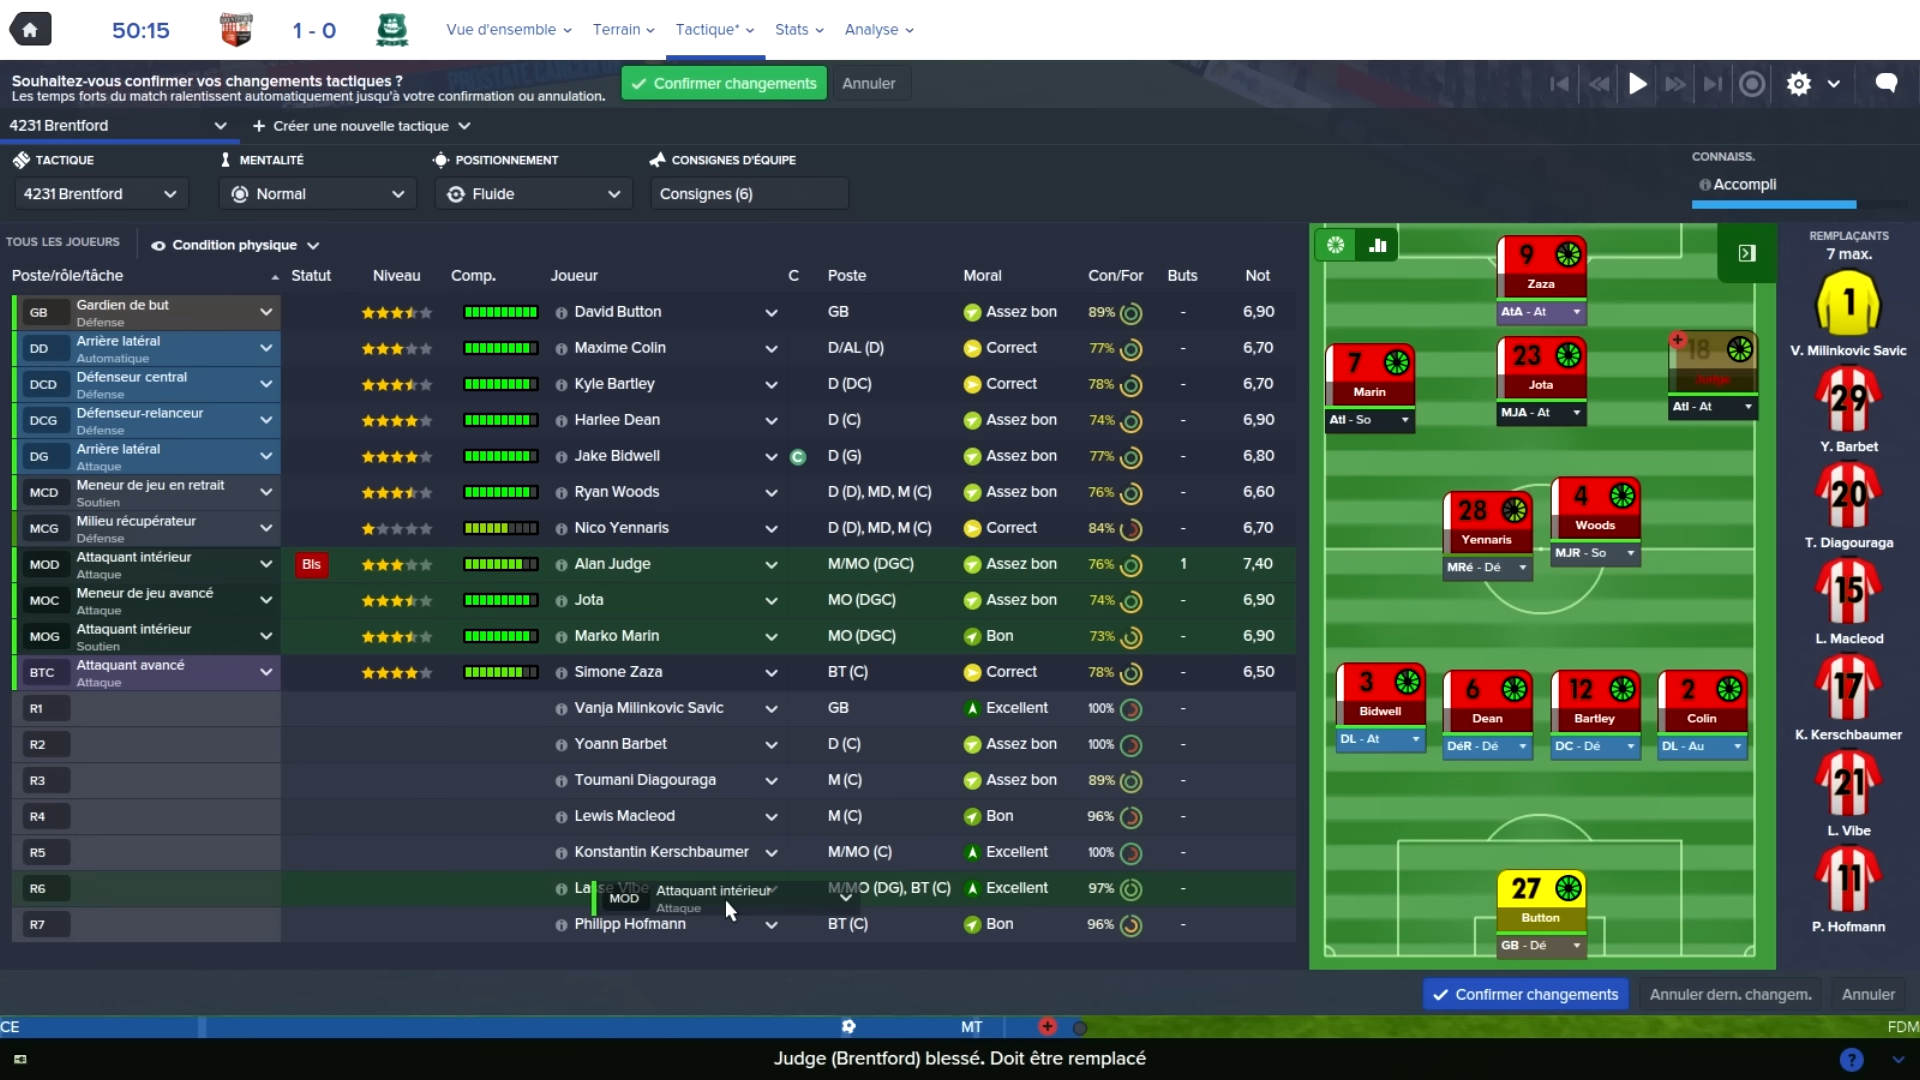 50:15
1 - 0
Vue d'ensemble
Terrain
Tactique*
Stats
Analyse
Souhaitez-vous confirmer vos changements tactiques ?
Les temps forts du match ralentissent automatiquement jusqu'à votre confirmation ou annulation.
Confirmer changements
Annuler
4231 Brentford
Créer une nouvelle tactique
TACTIQUE
MENTALITÉ
POSITIONNEMENT
CONSIGNES D'ÉQUIPE
CONNAISS.
4231 Brentford
Normal
Fluide
Consignes (6)
Accompli
TOUS LES JOUEURS
Condition physique
Poste/rôle/tâche Statut Niveau Comp. Joueur C Poste Moral Con/For Buts Not
GB Gardien de but
Défense
David Button GB Assez bon 89% - 6,90
DD Arrière latéral
Automatique
Maxime Colin D/AL (D) Correct 77% - 6,70
DCD Défenseur central
Défense
Kyle Bartley D (DC) Correct 78% - 6,70
DCG Défenseur-relanceur
Défense
Harlee Dean D (C) Assez bon 74% - 6,90
DG Arrière latéral
Attaque
Jake Bidwell C D (G) Assez bon 77% - 6,80
MCD Meneur de jeu en retrait
Soutien
Ryan Woods D (D), MD, M (C) Assez bon 76% - 6,60
MCG Milieu récupérateur
Défense
Nico Yennaris D (D), MD, M (C) Correct 84% - 6,70
MOD Attaquant intérieur
Attaque
Bls Alan Judge M/MO (DGC) Assez bon 76% 1 7,40
MOC Meneur de jeu avancé
Attaque
Jota MO (DGC) Assez bon 74% - 6,90
MOG Attaquant intérieur
Soutien
Marko Marin MO (DGC) Bon 73% - 6,90
BTC Attaquant avancé
Attaque
Simone Zaza BT (C) Correct 78% - 6,50
R1 Vanja Milinkovic Savic GB Excellent 100% -
R2 Yoann Barbet D (C) Assez bon 100% -
R3 Toumani Diagouraga M (C) Assez bon 89% -
R4 Lewis Macleod M (C) Bon 96% -
R5 Konstantin Kerschbaumer M/MO (C) Excellent 100% -
R6 Lasse Vibe M/MO (DG), BT (C) Excellent 97% -
MOD Attaquant intérieur
Attaque
R7 Philipp Hofmann BT (C) Bon 96% -
9
Zaza
AtA - At
7
Marin
AtI - So
23
Jota
MJA - At
18
Judge
AtI - At
28
Yennaris
MRé - Dé
4
Woods
MJR - So
3
Bidwell
DL - At
6
Dean
DéR - Dé
12
Bartley
DC - Dé
2
Colin
DL - Au
27
Button
GB - Dé
REMPLAÇANTS
7 max.
1
V. Milinkovic Savic
29
Y. Barbet
20
T. Diagouraga
15
L. Macleod
17
K. Kerschbaumer
21
L. Vibe
11
P. Hofmann
Confirmer changements
Annuler dern. changem.
Annuler
CE
MT
FDM
Judge (Brentford) blessé. Doit être remplacé
?